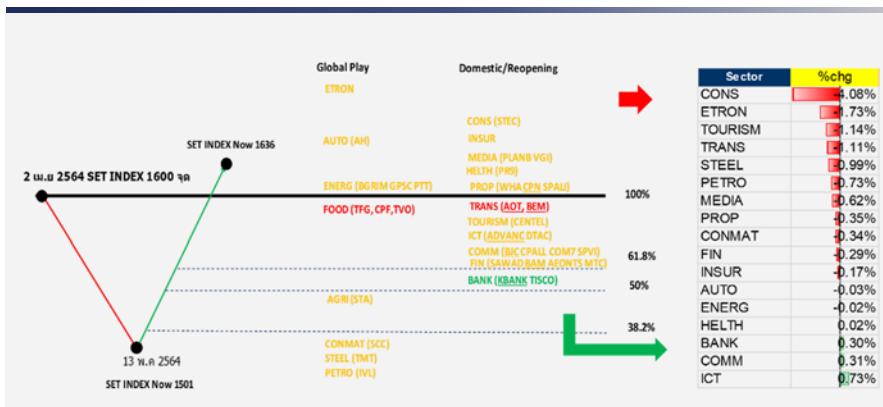 Global Play
Domestic/Reopening
ETRON
CONS (STEC)
AUTO (AH)
INSUR
SET INDEX Now 1636
MEDIA (PLANB VGI)
HELTH (PR9)
2 เม.ย 2564 SET INDEX 1600 จุด
ENERG (BGRIM GPSC PTT)
PROP (WHA CPN SPALI)
100%
FOOD (TFG, CPF,TVO)
TRANS (AOT, BEM)
TOURISM (CENTEL)
ICT (ADVANC DTAC)
COMM (BJC CPALL COM7 SPVI)
61.8%
FIN (SAWAD BAM AEONTS MTC)
BANK (KBANK TISCO)
50%
AGRI (STA)
38.2%
CONMAT (SCC)
STEEL (TMT)
PETRO (IVL)
13 พ.ค 2564
SET INDEX Now 1501
Sector %chg
CONS -4.08%
ETRON -1.73%
TOURISM -1.14%
TRANS -1.11%
STEEL -0.99%
PETRO -0.73%
MEDIA -0.62%
PROP -0.35%
CONMAT -0.34%
FIN -0.29%
INSUR -0.17%
AUTO -0.03%
ENERG -0.02%
HELTH 0.02%
BANK 0.30%
COMM 0.31%
ICT 0.73%